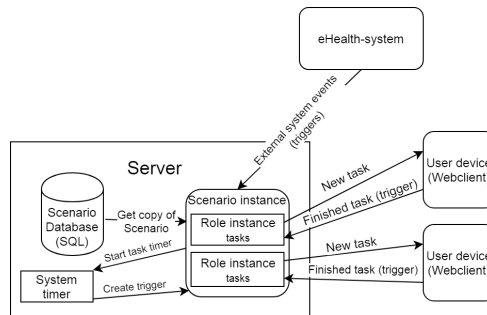 eHealth-system
External system events
(triggers)
Server
Scenario
Database
(SQL)
Get copy of
Scenario
Scenario instance
Role instance
tasks
Role instance
tasks
New task
Finished task (trigger)
User device
(Webclient)
New task
Finished task (trigger)
User device
(Webclient)
Start task timer
System
timer
Create trigger